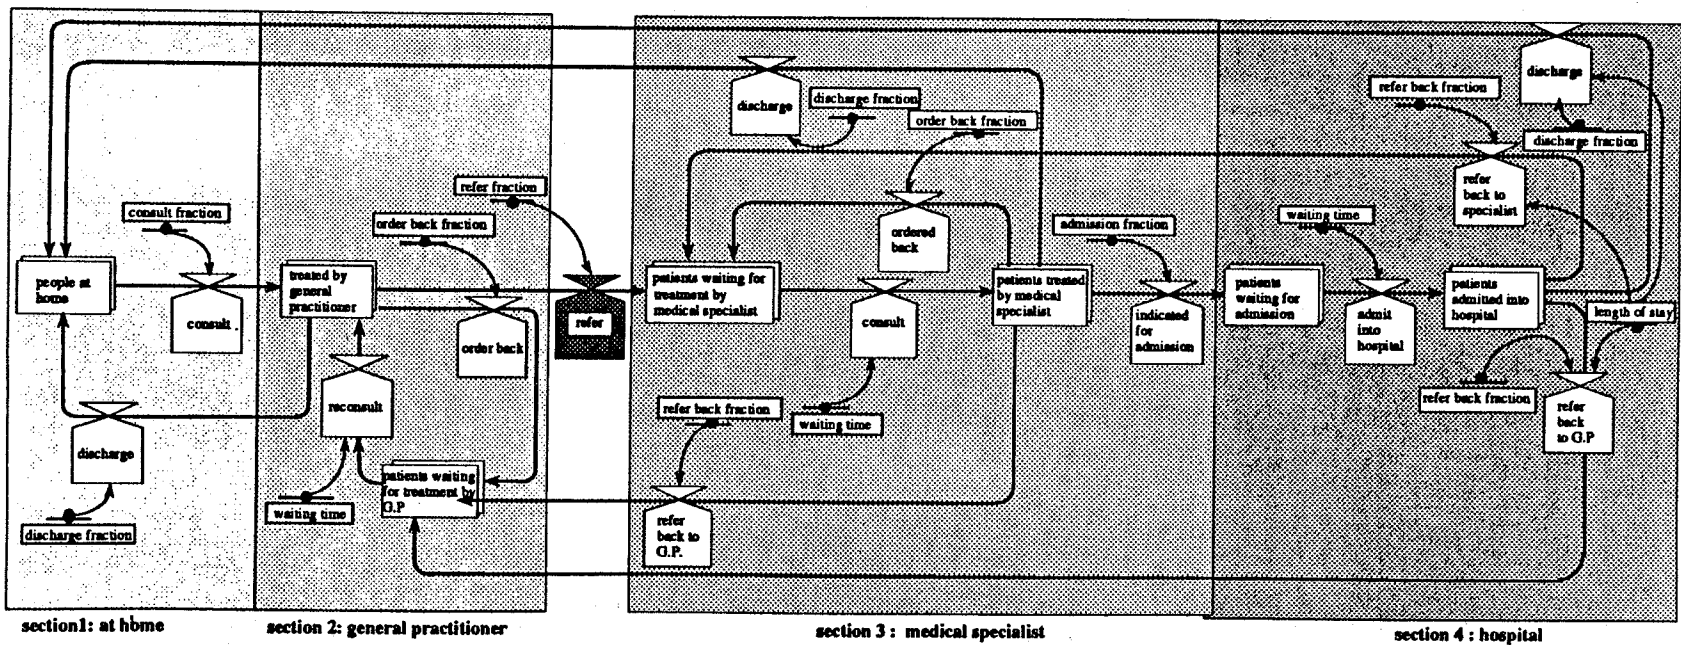 people at
home
consult fraction
consult .
discharge
discharge fraction
section1: at home
treated by
general
practitioner
order back fraction
refer fraction
order back
reconsult
waiting time
patients waiting
for treatment by
G.P
section 2: general practitioner
refer
discharge
discharge fraction
order back fraction
ordered
back
patients waiting for
treatment by
medical specialist
consult
waiting time
patients treated
by medical
specialist
admission fraction
indicated
for
admission
refer back fraction
refer
back to
G.P.
section 3 : medical specialist
discharge
discharge fraction
refer back fraction
refer
back to
specialist
waiting time
patients
waiting for
admission
admit
into
hospital
patients
admitted into
hospital
length of stay
refer back fraction
refer
back
to G.P
section 4 : hospital